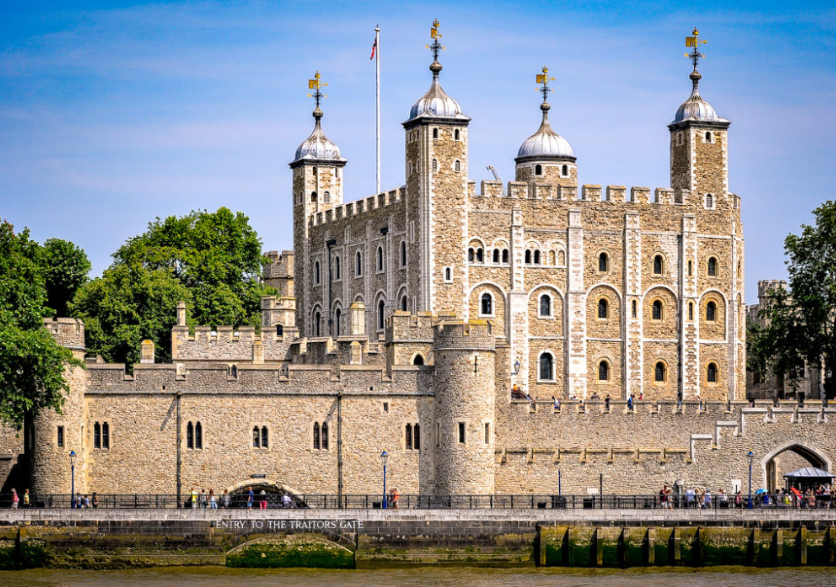 ENTRY TO THE TRAITORS GATE